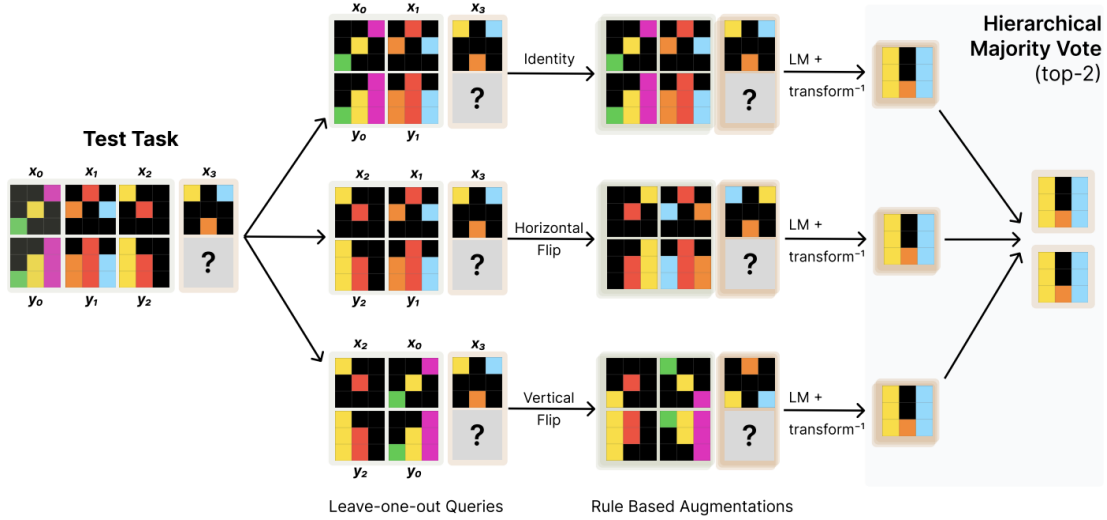 Test Task
x₀ x₁ x₂ x₃
?
y₀ y₁ y₂
x₀ x₁ x₃
?
y₀ y₁
x₂ x₁ x₃
?
y₂ y₁
x₂ x₀ x₃
?
y₂ y₀
Leave-one-out Queries
Identity
Horizontal
Flip
Vertical
Flip
?
?
?
Rule Based Augmentations
LM +
transform⁻¹
LM +
transform⁻¹
LM +
transform⁻¹
Hierarchical
Majority Vote
(top-2)